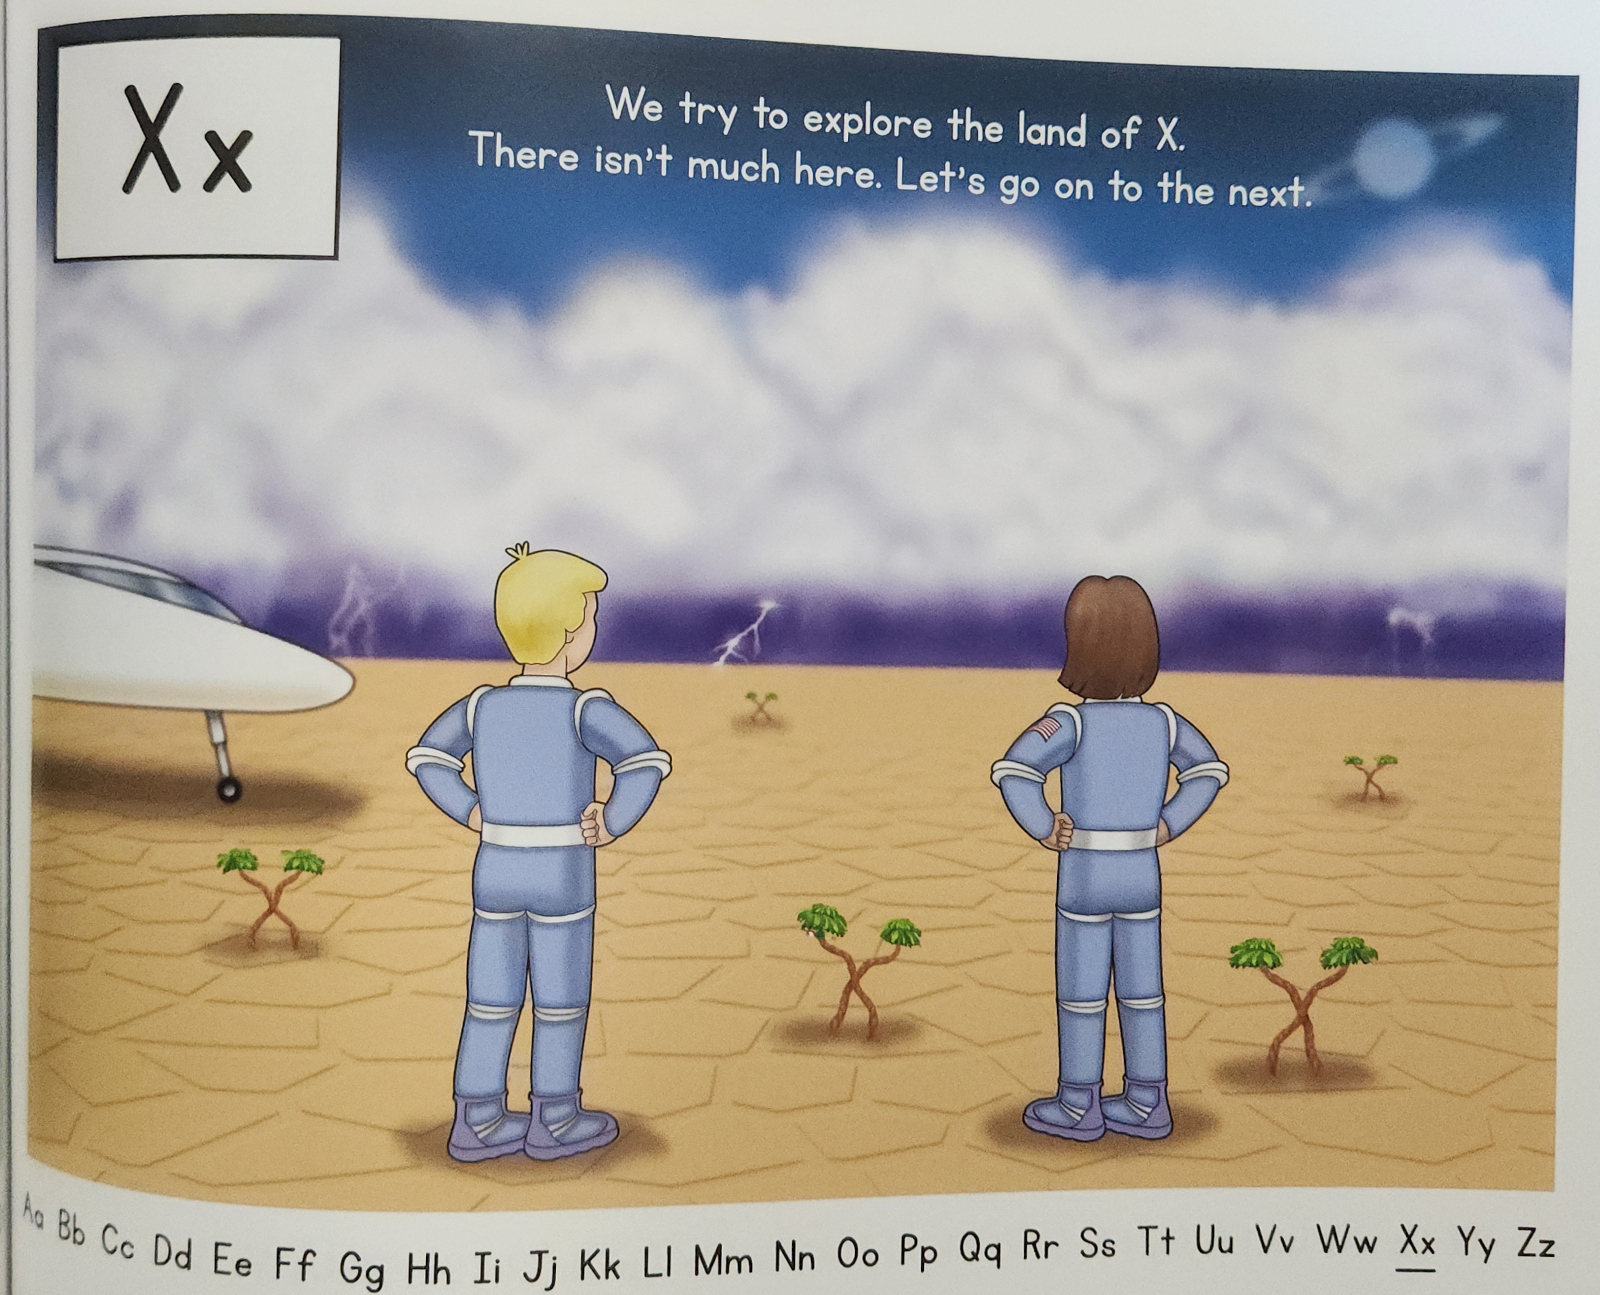 Xx
We try to explore the land of X.
There isn't much here. Let's go on to the next.
Aa Bb Cc Dd Ee Ff Gg Hh Ii Jj Kk Ll Mm Nn Oo Pp Qq Rr Ss Tt Uu Vv Ww Xx Yy Zz